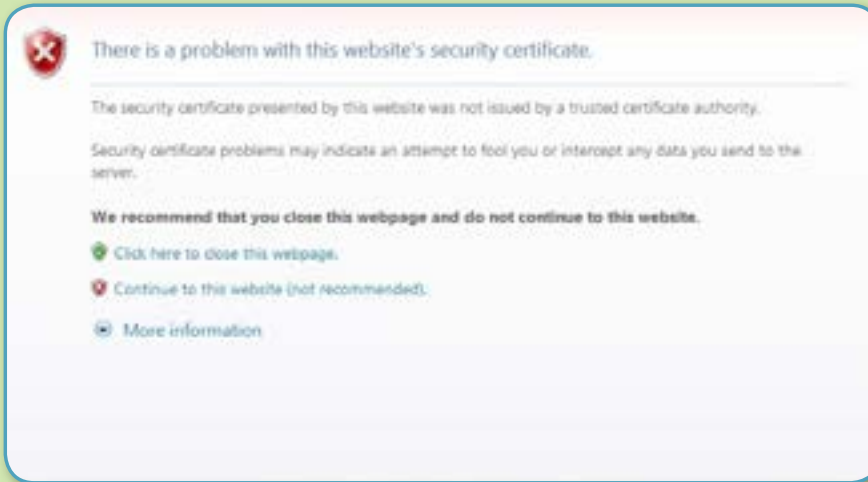 There is a problem with this website's security certificate.
The security certificate presented by this website was not issued by a trusted certificate authority.
Security certificate problems may indicate an attempt to fool you or intercept any data you send to the
server.
We recommend that you close this webpage and do not continue to this website.
Click here to close this webpage.
Continue to this website (not recommended).
More information